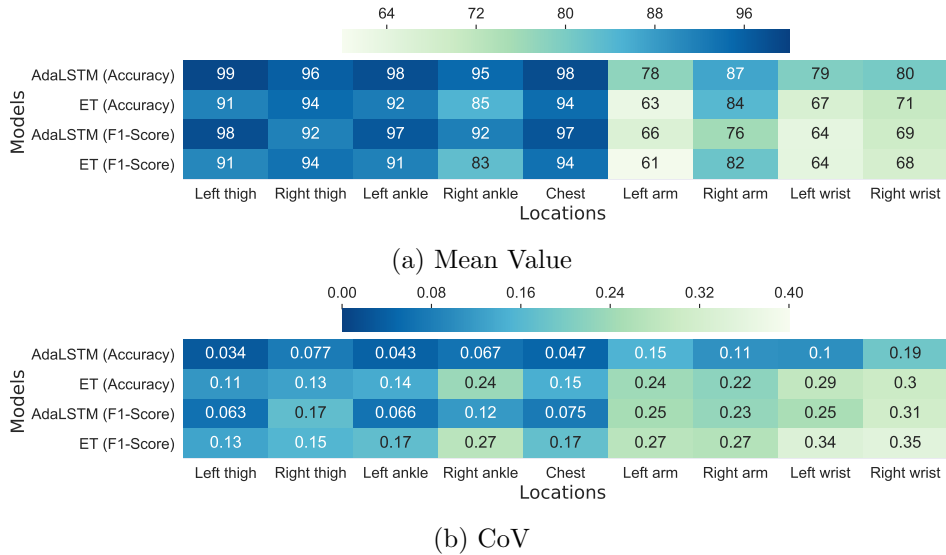 64 72 80 88 96
Models
AdaLSTM (Accuracy) 99 96 98 95 98 78 87 79 80
ET (Accuracy) 91 94 92 85 94 63 84 67 71
AdaLSTM (F1-Score) 98 92 97 92 97 66 76 64 69
ET (F1-Score) 91 94 91 83 94 61 82 64 68
Left thigh Right thigh Left ankle Right ankle Chest Left arm Right arm Left wrist Right wrist
Locations
(a) Mean Value
0.00 0.08 0.16 0.24 0.32 0.40
Models
AdaLSTM (Accuracy) 0.034 0.077 0.043 0.067 0.047 0.15 0.11 0.1 0.19
ET (Accuracy) 0.11 0.13 0.14 0.24 0.15 0.24 0.22 0.29 0.3
AdaLSTM (F1-Score) 0.063 0.17 0.066 0.12 0.075 0.25 0.23 0.25 0.31
ET (F1-Score) 0.13 0.15 0.17 0.27 0.17 0.27 0.27 0.34 0.35
Left thigh Right thigh Left ankle Right ankle Chest Left arm Right arm Left wrist Right wrist
Locations
(b) CoV